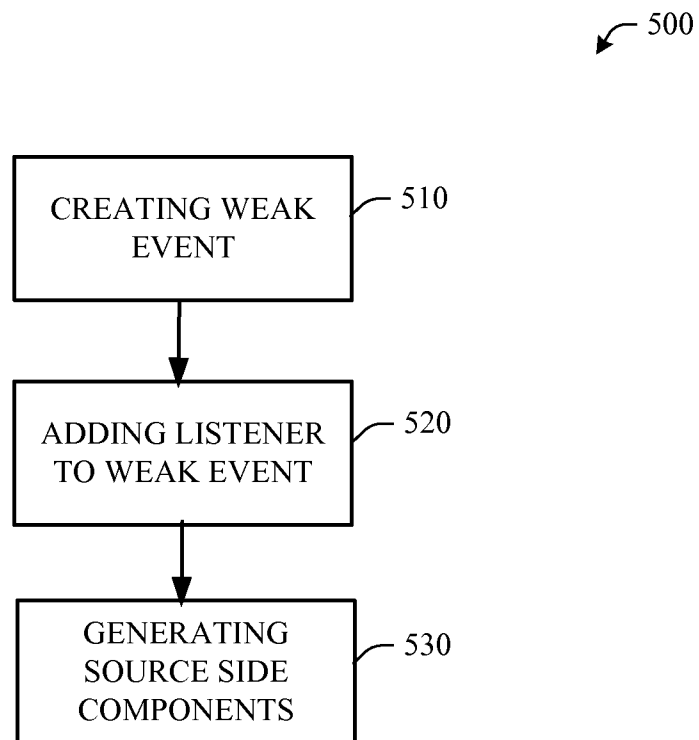 500
CREATING WEAK
EVENT
510
ADDING LISTENER
TO WEAK EVENT
520
GENERATING
SOURCE SIDE
COMPONENTS
530